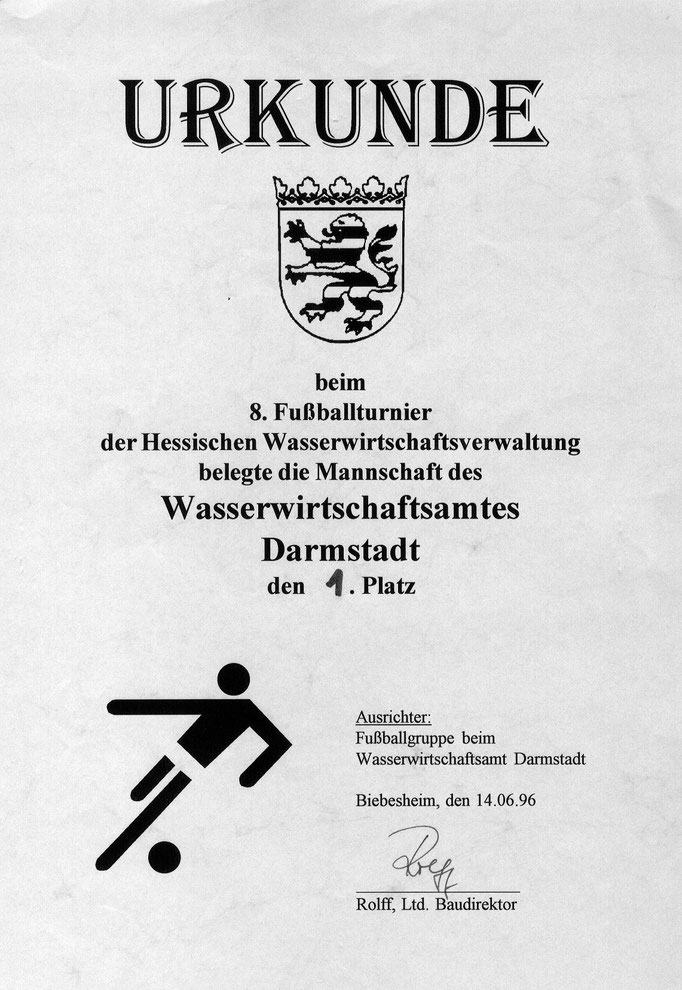 URKUNDE
beim
8. Fußballturnier
der Hessischen Wasserwirtschaftsverwaltung
belegte die Mannschaft des
Wasserwirtschaftsamtes
Darmstadt
den 1. Platz
Ausrichter:
Fußballgruppe beim
Wasserwirtschaftsamt Darmstadt
Biebesheim, den 14.06.96
Rolff
Rolff, Ltd. Baudirektor